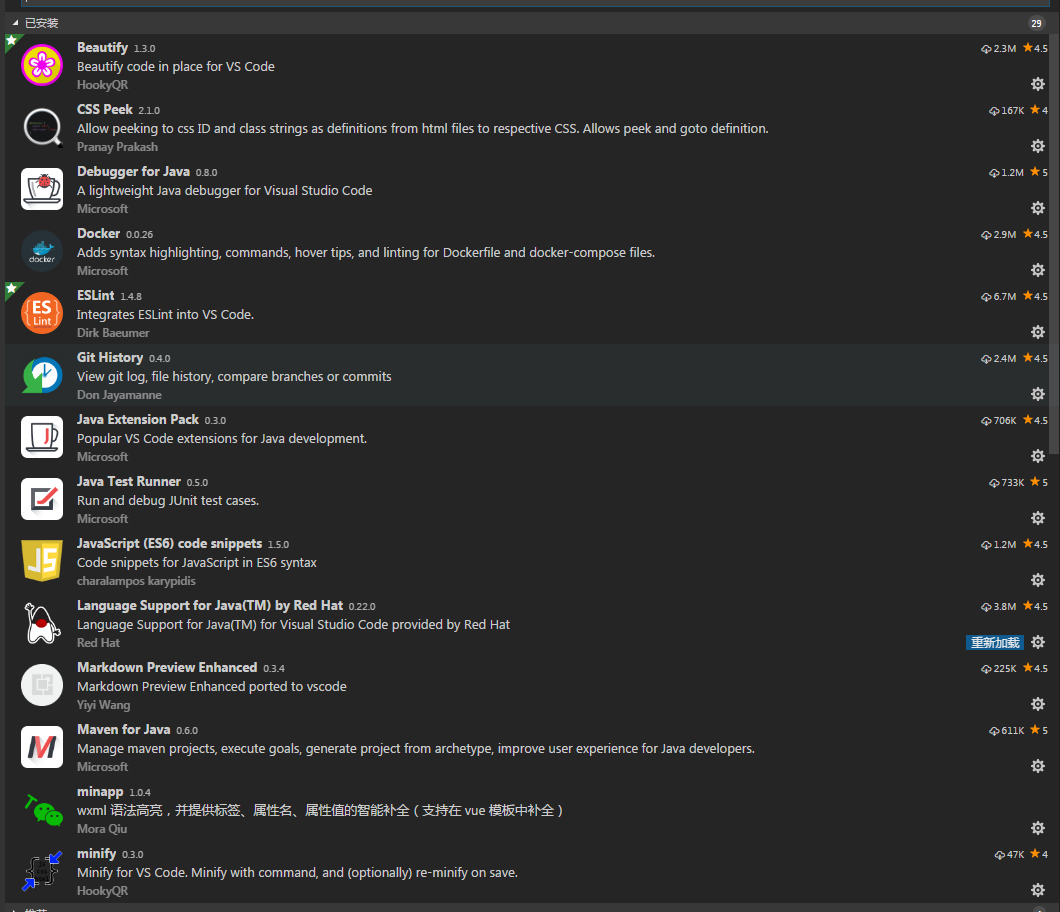 已安装 29
Beautify 1.3.0 2.3M 4.5
Beautify code in place for VS Code
HookyQR
CSS Peek 2.1.0 167K 4
Allow peeking to css ID and class strings as definitions from html files to respective CSS. Allows peek and goto definition.
Pranay Prakash
Debugger for Java 0.8.0 1.2M 5
A lightweight Java debugger for Visual Studio Code
Microsoft
Docker 0.0.26 2.9M 4.5
docker
Adds syntax highlighting, commands, hover tips, and linting for Dockerfile and docker-compose files.
Microsoft
ESLint 1.4.8 6.7M 4.5
ES
Lint
Integrates ESLint into VS Code.
Dirk Baeumer
Git History 0.4.0 2.4M 4.5
View git log, file history, compare branches or commits
Don Jayamanne
Java Extension Pack 0.3.0 706K 4.5
J
Popular VS Code extensions for Java development.
Microsoft
Java Test Runner 0.5.0 733K 5
Run and debug JUnit test cases.
Microsoft
JavaScript (ES6) code snippets 1.5.0 1.2M 4.5
JS
Code snippets for JavaScript in ES6 syntax
charalampos karypidis
Language Support for Java(TM) by Red Hat 0.22.0 3.8M 4.5
Language Support for Java(TM) for Visual Studio Code provided by Red Hat
Red Hat 重新加载
Markdown Preview Enhanced 0.3.4 225K 4.5
Markdown Preview Enhanced ported to vscode
Yiyi Wang
Maven for Java 0.6.0 611K 5
M
Manage maven projects, execute goals, generate project from archetype, improve user experience for Java developers.
Microsoft
minapp 1.0.4
wxml 语法高亮，并提供标签、属性名、属性值的智能补全（支持在 vue 模板中补全）
Mora Qiu
minify 0.3.0 47K 4
Minify for VS Code. Minify with command, and (optionally) re-minify on save.
HookyQR